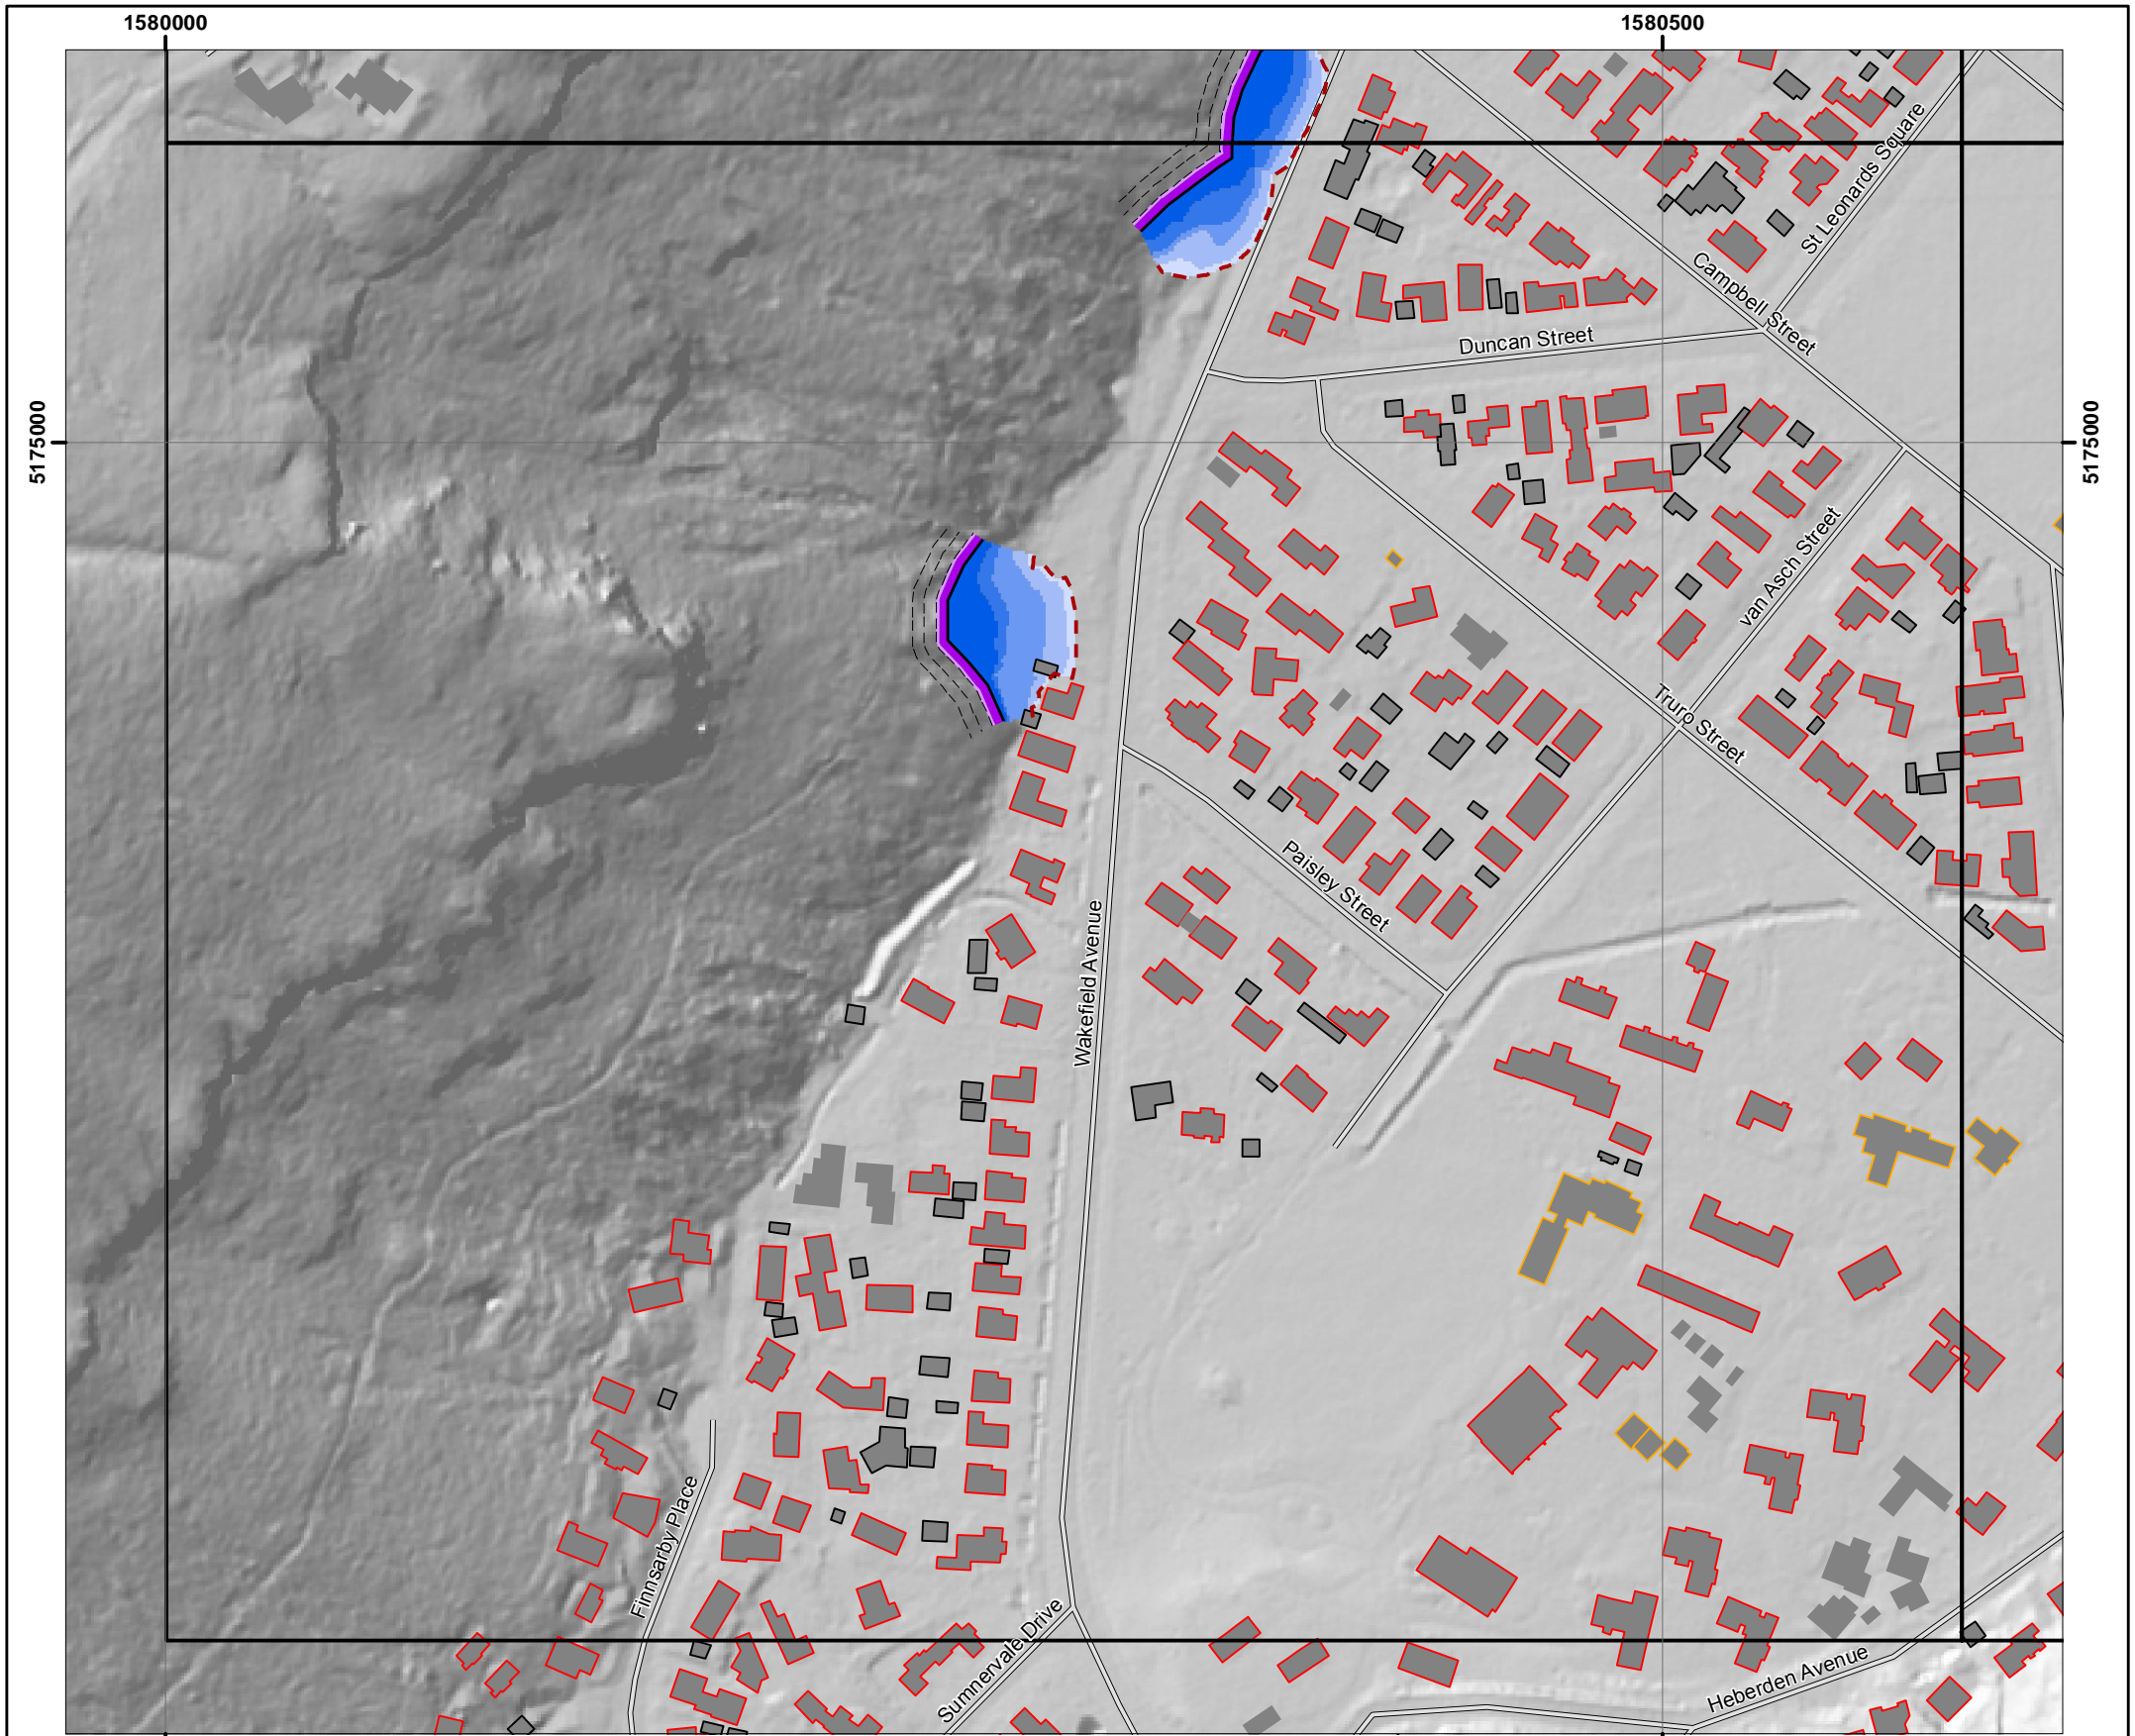 1580000
1580500
St Leonards Square
Campbell Street
Duncan Street
5175000
5175000
van Asch Street
Truro Street
Paisley Street
Wakefield Avenue
Finnsarby Place
Sumnervale Drive
Heberden Avenue